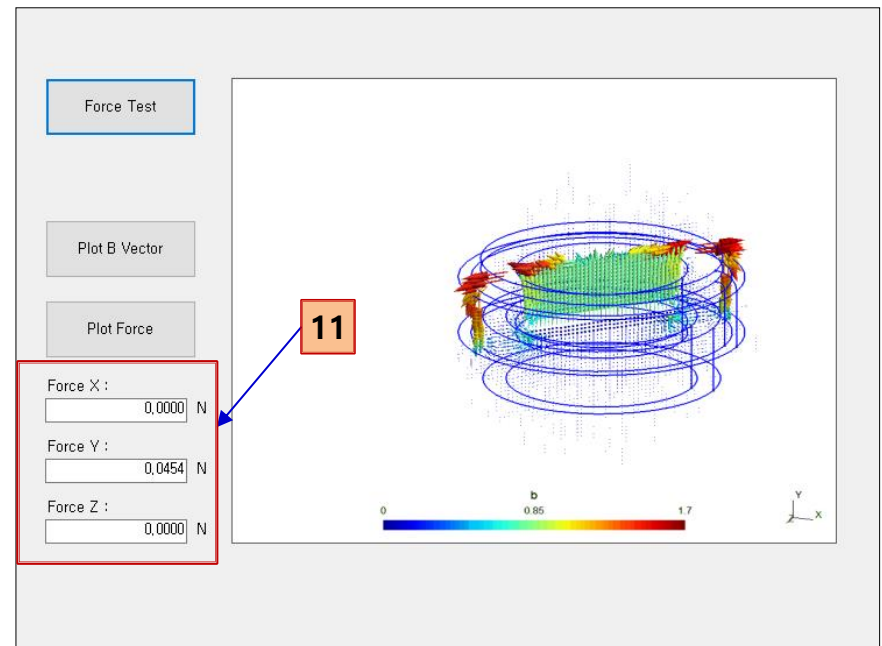 Force Test
Plot B Vector
Plot Force
11
Force X :
0,0000 N
Force Y :
0,0454 N
Force Z :
0,0000 N
b
0 0.85 1.7
Y
Z X